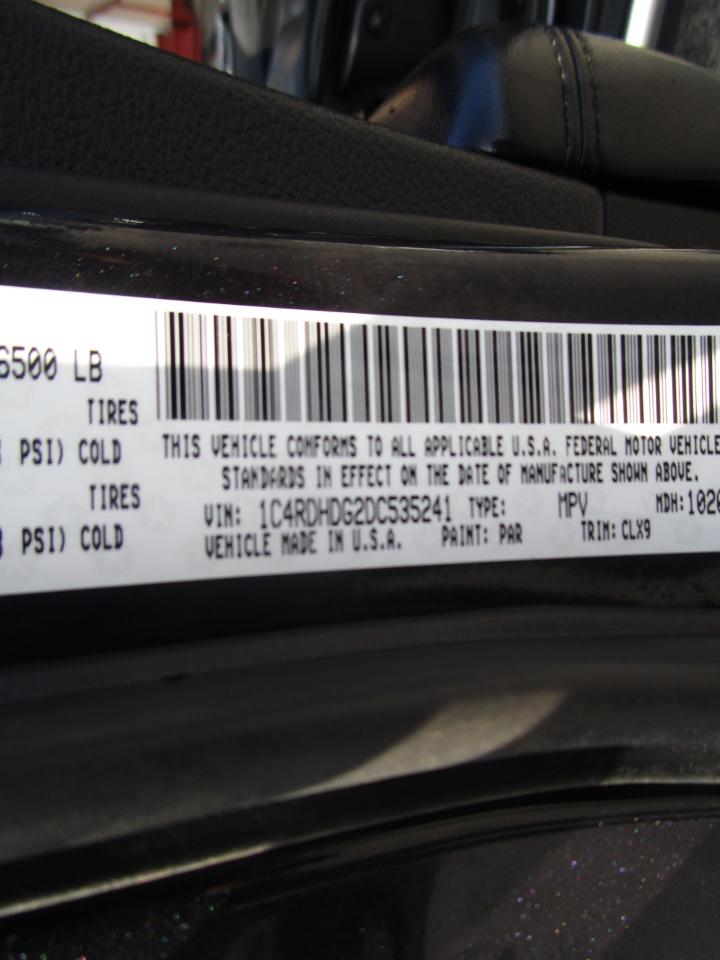 6500 LB
TIRES
PSI) COLD
TIRES
PSI) COLD
THIS VEHICLE CONFORMS TO ALL APPLICABLE U.S.A. FEDERAL MOTOR VEHICLE
STANDARDS IN EFFECT ON THE DATE OF MANUFACTURE SHOWN ABOVE.
VIN: 1C4RDHDG2DC535241 TYPE: MPV MDH: 1020
VEHICLE MADE IN U.S.A. PAINT: PAR TRIM: CLX9